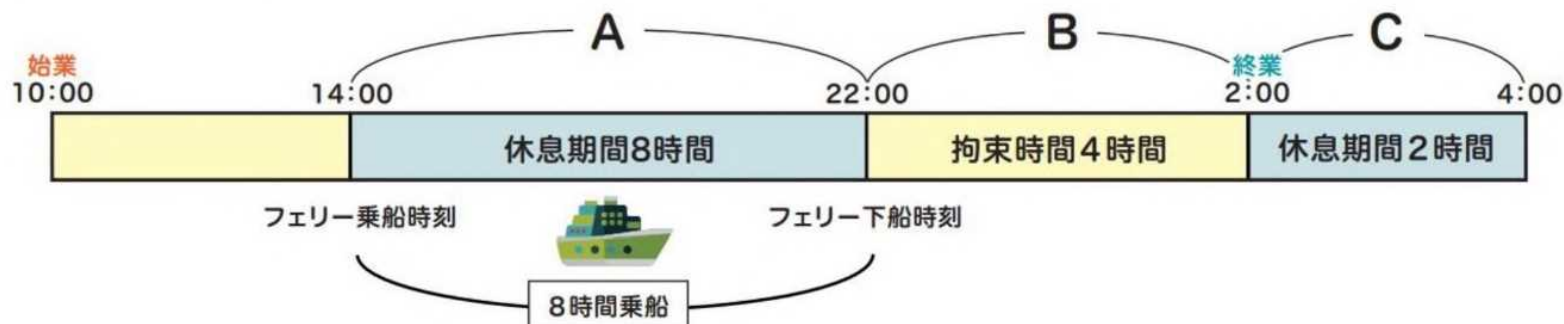 A
B
C
始業
終業
10:00
14:00
22:00
2:00
4:00
休息期間8時間
拘束時間4時間
休息期間2時間
フェリー乗船時刻
フェリー下船時刻
8時間乗船